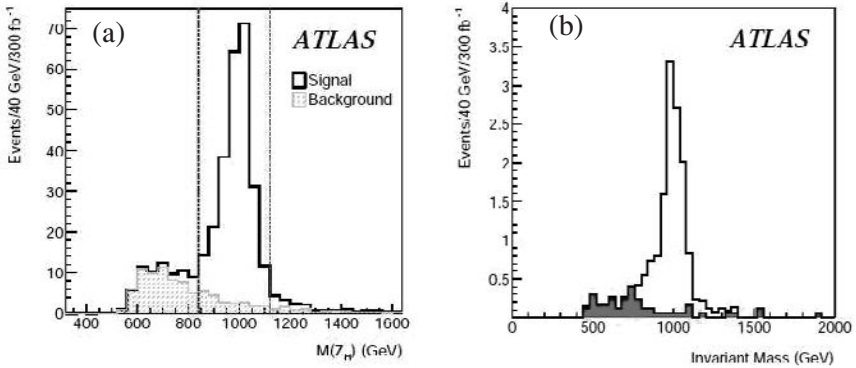 (a)
ATLAS
Signal
Background
Events/40 GeV/300 fb⁻¹
70
60
50
40
30
20
10
0
400 600 800 1000 1200 1400 1600
M(Z_H) (GeV)
(b)
ATLAS
Events/40 GeV/300 fb⁻¹
4
3.5
3
2.5
2
1.5
1
0.5
0 500 1000 1500 2000
Invariant Mass (GeV)